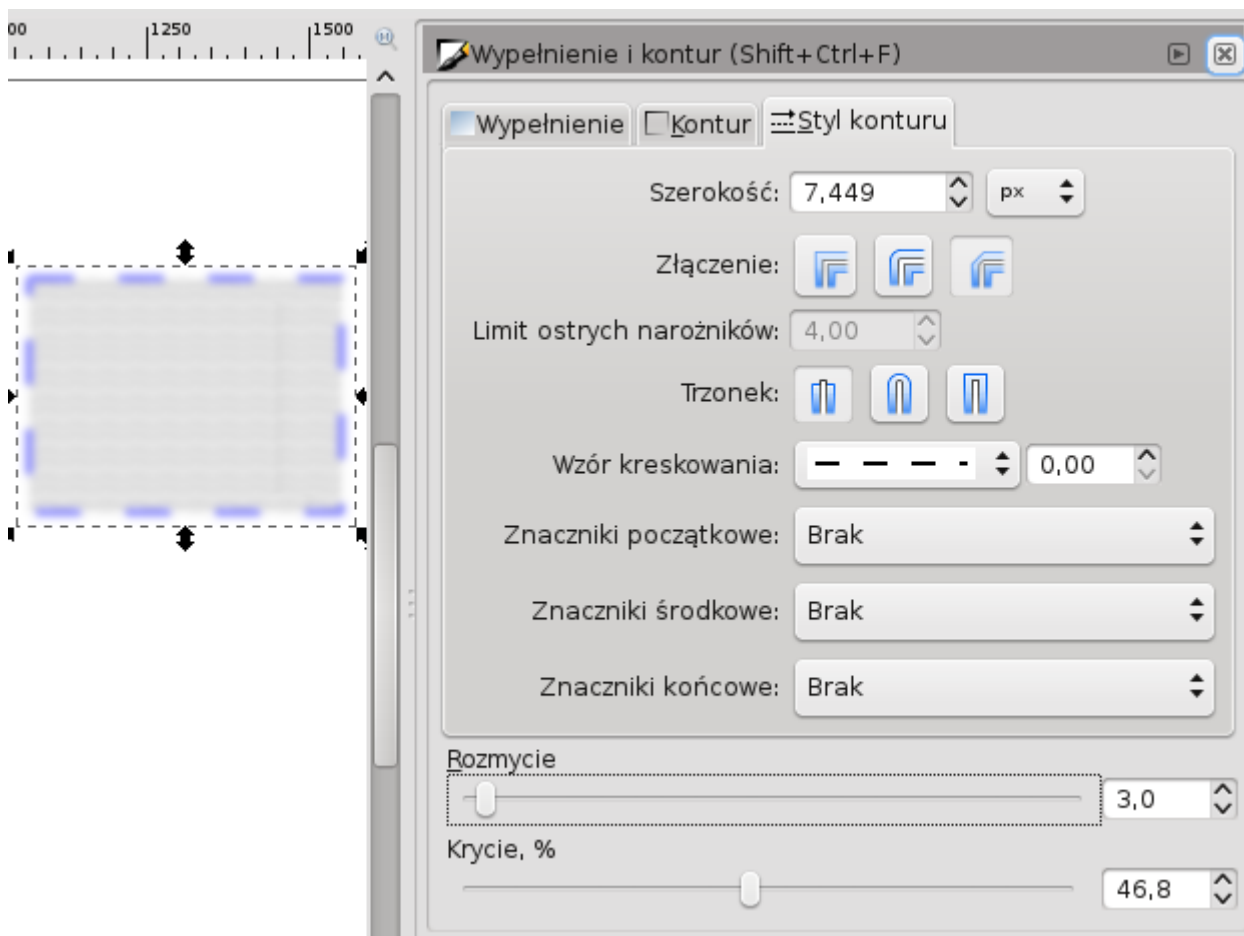 00 1250 1500
Wypełnienie i kontur (Shift+Ctrl+F)
Wypełnienie Kontur Styl konturu
Szerokość: 7,449 px
Złączenie:
Limit ostrych narożników: 4,00
Trzonek:
Wzór kreskowania: 0,00
Znaczniki początkowe: Brak
Znaczniki środkowe: Brak
Znaczniki końcowe: Brak
Rozmycie
3,0
Krycie, %
46,8